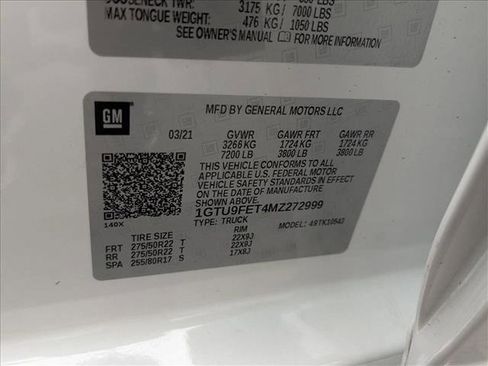 3175 KG/ 7000 LBS
MAX TONGUE WEIGHT: 476 KG / 1050 LBS
SEE OWNER'S MANUAL FOR MORE INFORMATION
GM
MFD BY GENERAL MOTORS LLC
03/21 GVWR GAWR FRT GAWR RR
3266 KG 1724 KG 1724 KG
7200 LB 3800 LB 3800 LB
THIS VEHICLE CONFORMS TO ALL APPLICABLE
U.S. FEDERAL MOTOR VEHICLE SAFETY
STANDARDS IN EFFECT ON THE DATE OF MANUFACTURE
SHOWN ABOVE.
1GTU9FET4MZ272999
TYPE: TRUCK MODEL:
140X
TIRE SIZE RIM
FRT 275/50R22 T 22X9J
RR 275/50R22 T 22X9J
SPA 255/80R17 S 17X8J